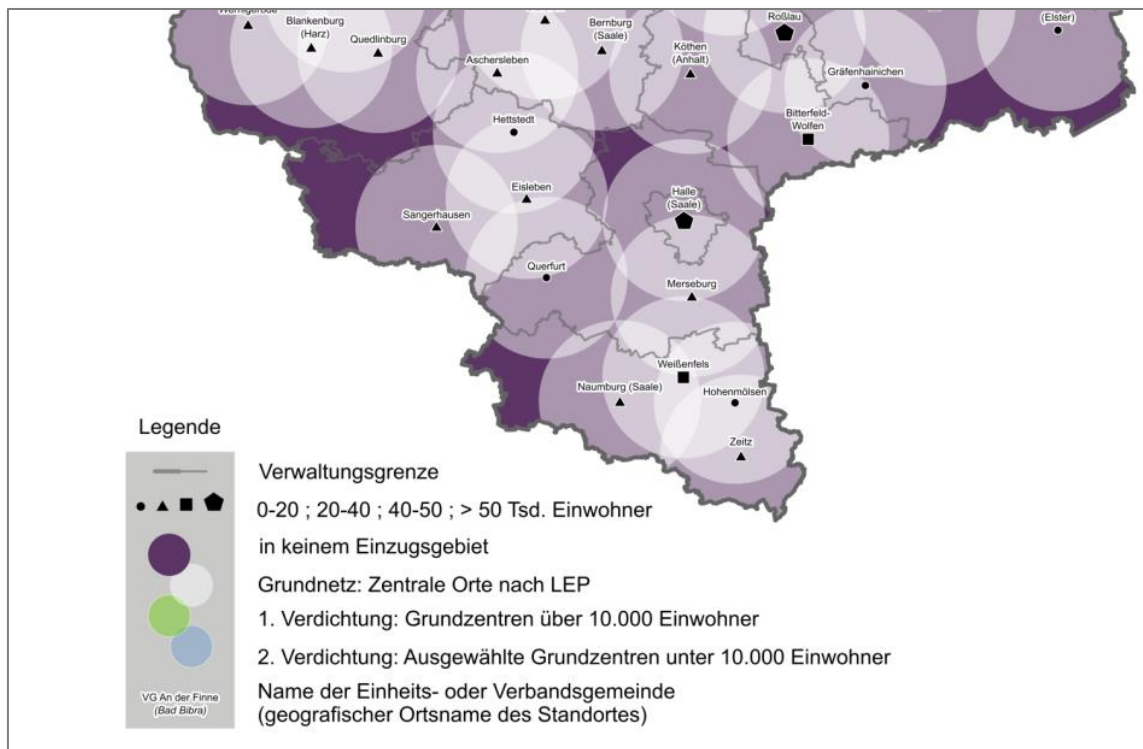 Wernigerode
Blankenburg
(Harz)
Quedlinburg
Bernburg
(Saale)
Roßlau
(Elster)
Aschersleben
Köthen
(Anhalt)
Gräfenhainichen
Hettstedt
Bitterfeld-
Wolfen
Eisleben
Halle
(Saale)
Sangerhausen
Querfurt
Merseburg
Weißenfels
Naumburg (Saale)
Hohenmölsen
Zeitz
Legende
Verwaltungsgrenze
0-20 ; 20-40 ; 40-50 ; > 50 Tsd. Einwohner
in keinem Einzugsgebiet
Grundnetz: Zentrale Orte nach LEP
1. Verdichtung: Grundzentren über 10.000 Einwohner
2. Verdichtung: Ausgewählte Grundzentren unter 10.000 Einwohner
VG An der Finne
(Bad Bibra)
Name der Einheits- oder Verbandsgemeinde
(geografischer Ortsname des Standortes)